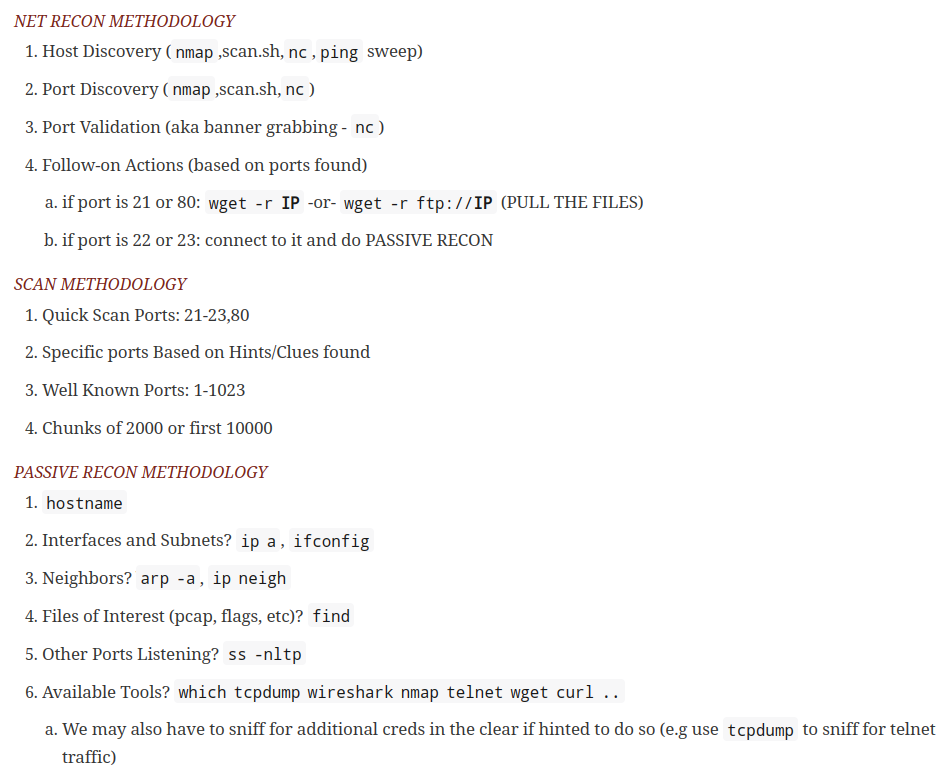 NET RECON METHODOLOGY
1. Host Discovery ( nmap ,scan.sh, nc , ping sweep)
2. Port Discovery ( nmap ,scan.sh, nc )
3. Port Validation (aka banner grabbing - nc )
4. Follow-on Actions (based on ports found)
a. if port is 21 or 80: wget -r IP -or- wget -r ftp://IP (PULL THE FILES)
b. if port is 22 or 23: connect to it and do PASSIVE RECON
SCAN METHODOLOGY
1. Quick Scan Ports: 21-23,80
2. Specific ports Based on Hints/Clues found
3. Well Known Ports: 1-1023
4. Chunks of 2000 or first 10000
PASSIVE RECON METHODOLOGY
1. hostname
2. Interfaces and Subnets? ip a , ifconfig
3. Neighbors? arp -a , ip neigh
4. Files of Interest (pcap, flags, etc)? find
5. Other Ports Listening? ss -nltp
6. Available Tools? which tcpdump wireshark nmap telnet wget curl ..
a. We may also have to sniff for additional creds in the clear if hinted to do so (e.g use tcpdump to sniff for telnet
traffic)